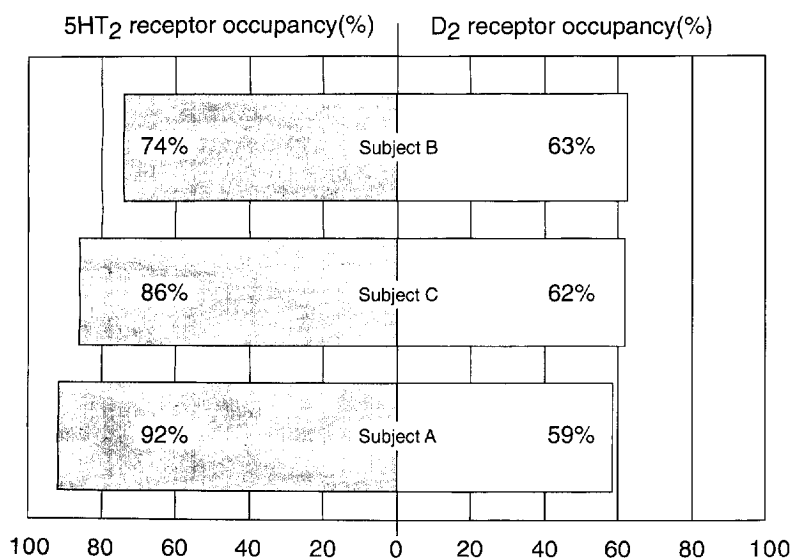 5HT2 receptor occupancy(%) D2 receptor occupancy(%)
74% Subject B 63%
86% Subject C 62%
92% Subject A 59%
100 80 60 40 20 0 20 40 60 80 100